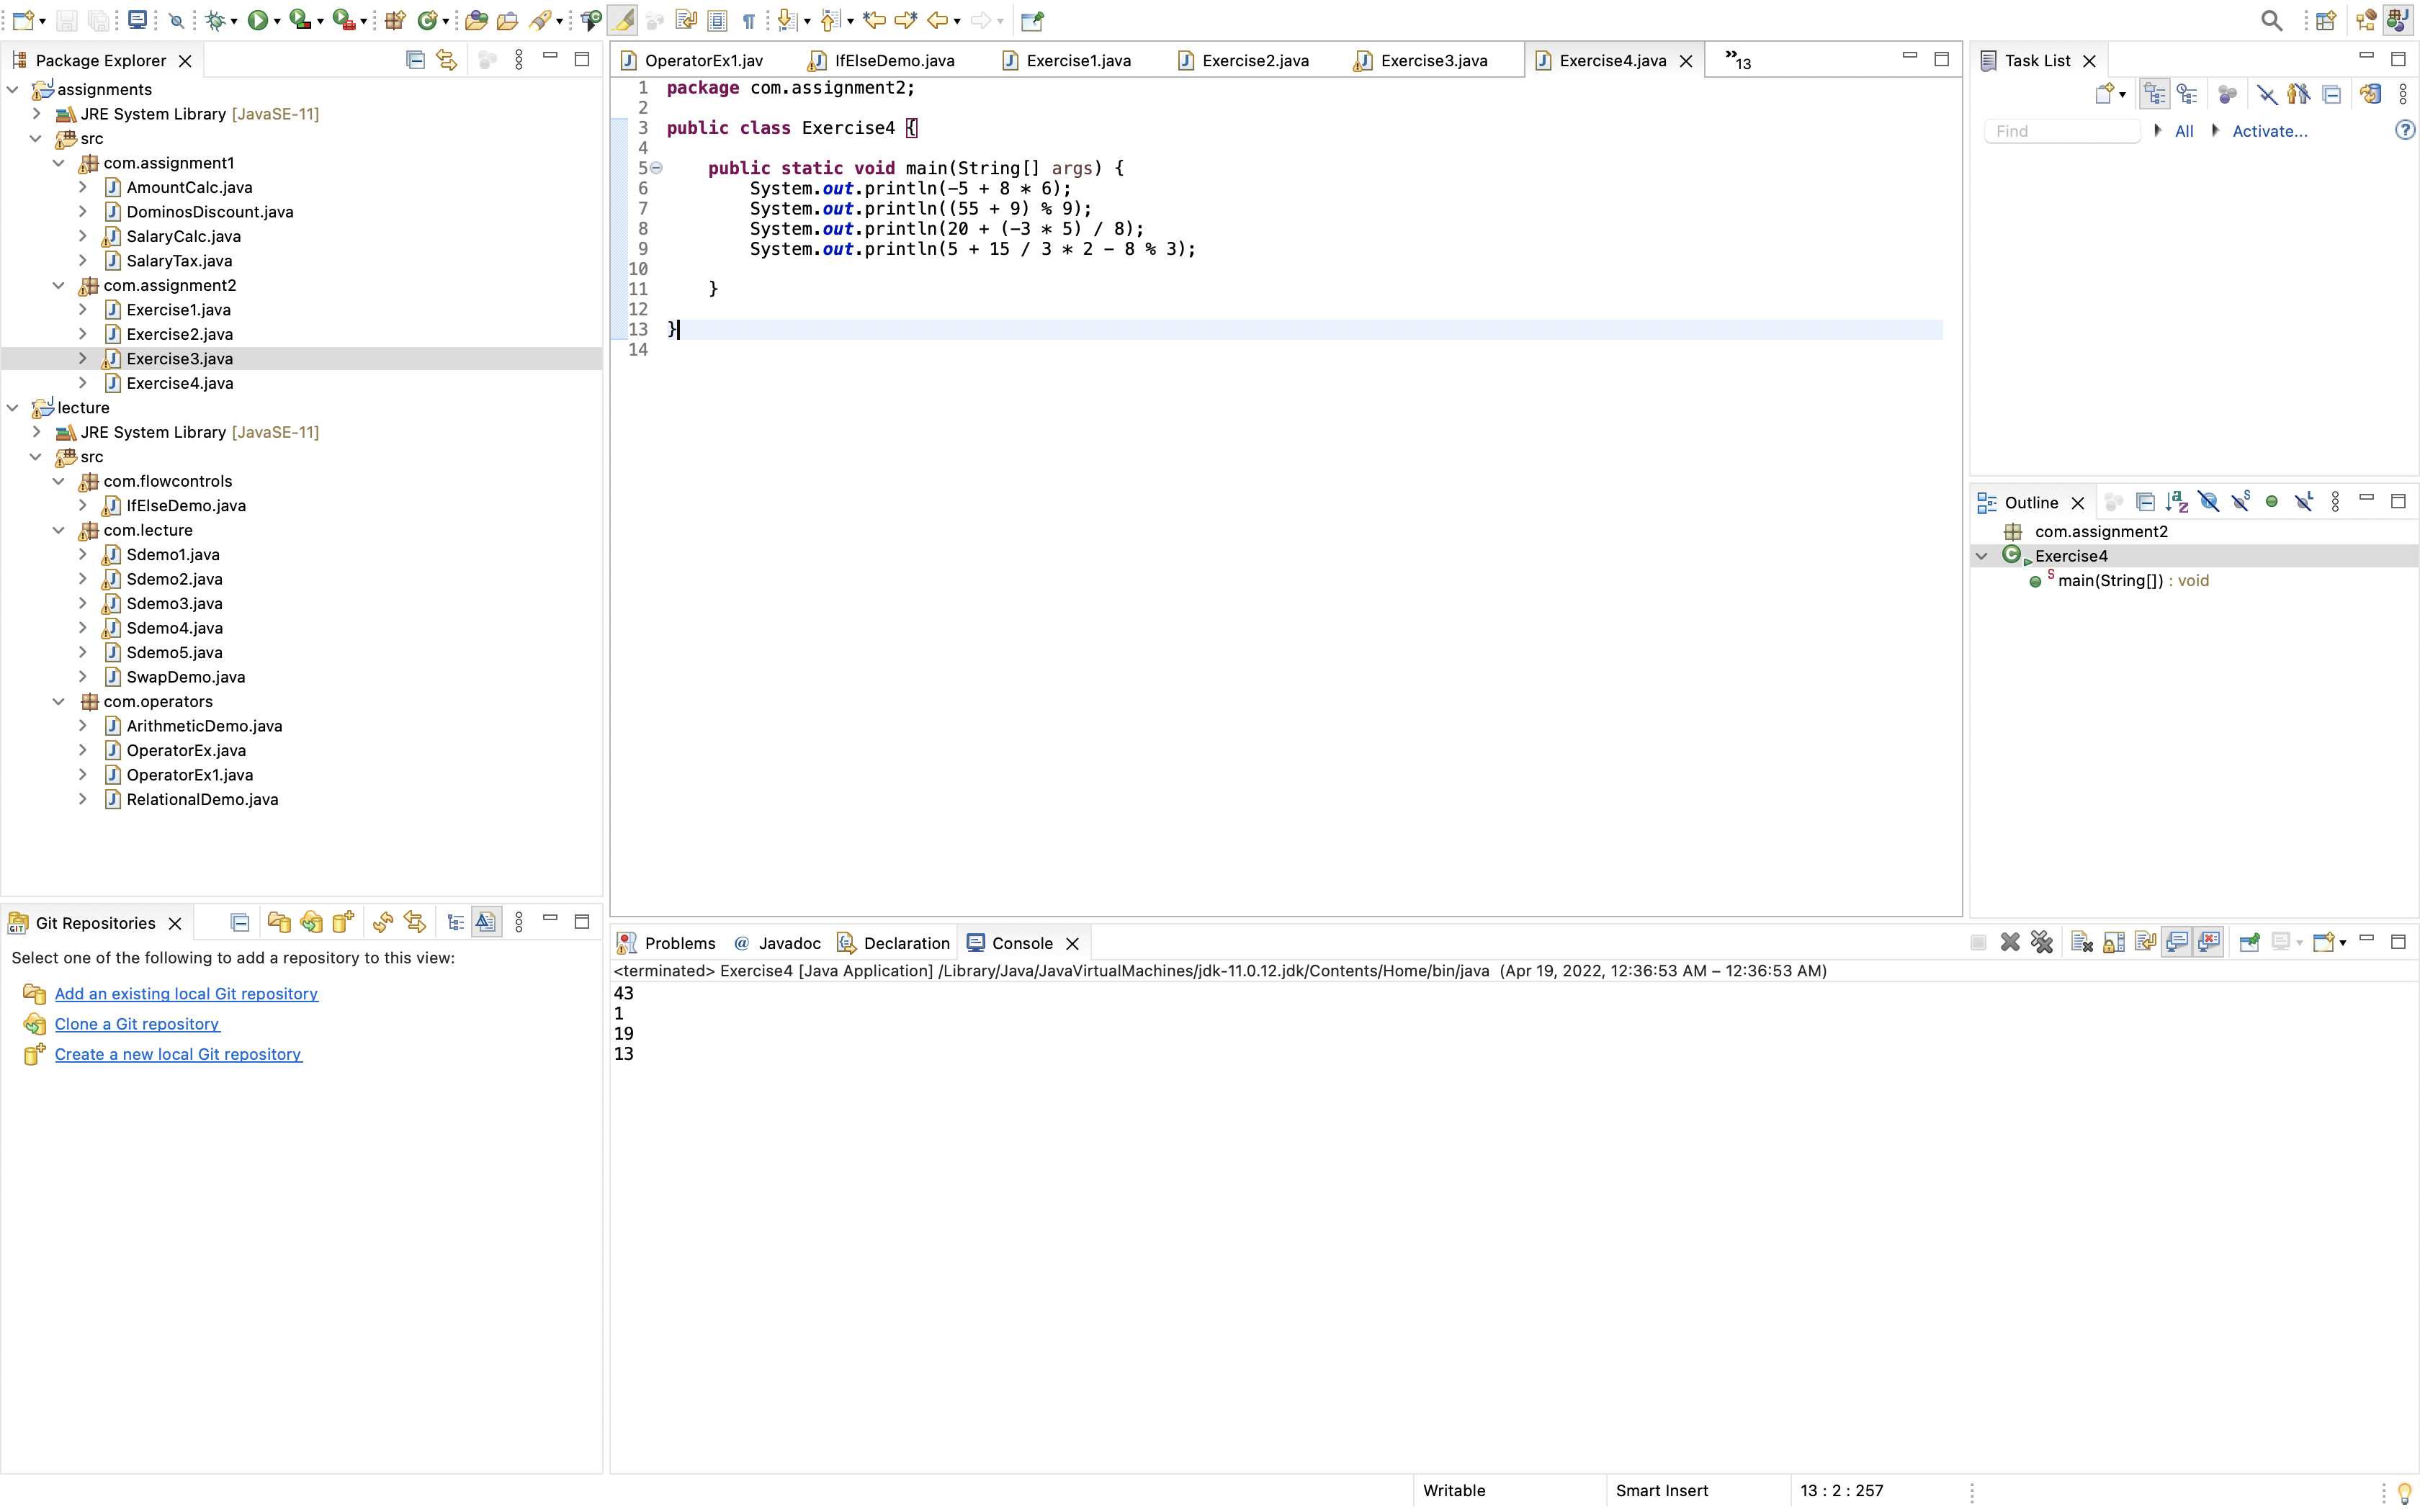 Package Explorer
assignments
JRE System Library [JavaSE-11]
src
com.assignment1
AmountCalc.java
DominosDiscount.java
SalaryCalc.java
SalaryTax.java
com.assignment2
Exercise1.java
Exercise2.java
Exercise3.java
Exercise4.java
lecture
JRE System Library [JavaSE-11]
src
com.flowcontrols
IfElseDemo.java
com.lecture
Sdemo1.java
Sdemo2.java
Sdemo3.java
Sdemo4.java
Sdemo5.java
SwapDemo.java
com.operators
ArithmeticDemo.java
OperatorEx.java
OperatorEx1.java
RelationalDemo.java
Git Repositories
Select one of the following to add a repository to this view:
Add an existing local Git repository
Clone a Git repository
Create a new local Git repository
OperatorEx1.jav IfElseDemo.java Exercise1.java Exercise2.java Exercise3.java Exercise4.java »13
1 package com.assignment2;
2
3 public class Exercise4 {
4
5 public static void main(String[] args) {
6 System.out.println(-5 + 8 * 6);
7 System.out.println((55 + 9) % 9);
8 System.out.println(20 + (-3 * 5) / 8);
9 System.out.println(5 + 15 / 3 * 2 - 8 % 3);
10
11 }
12
13 }
14
Problems @ Javadoc Declaration Console
<terminated> Exercise4 [Java Application] /Library/Java/JavaVirtualMachines/jdk-11.0.12.jdk/Contents/Home/bin/java (Apr 19, 2022, 12:36:53 AM – 12:36:53 AM)
43
1
19
13
Task List
Find All Activate...
Outline
com.assignment2
Exercise4
main(String[]) : void
Writable Smart Insert 13 : 2 : 257